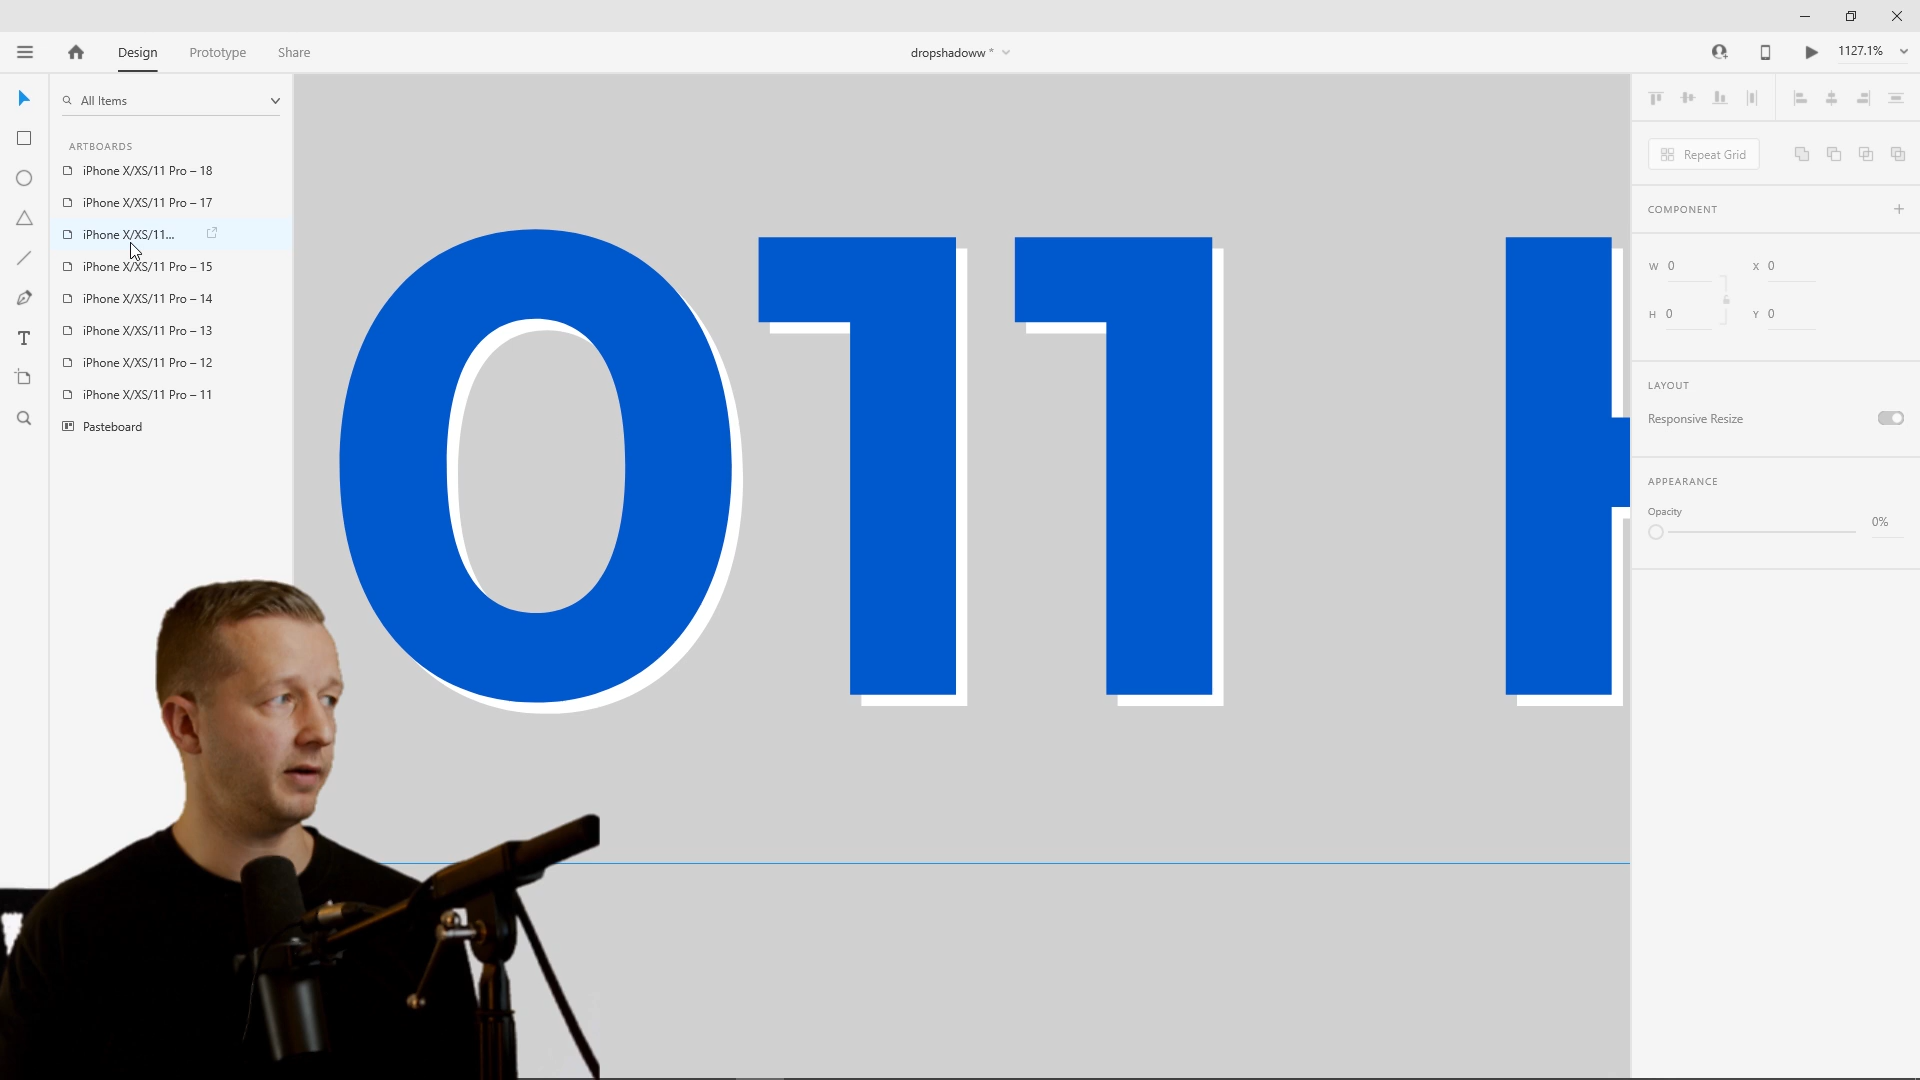 Design
Prototype
Share
dropshadoww *
1127.1%
All Items
ARTBOARDS
iPhone X/XS/11 Pro – 18
iPhone X/XS/11 Pro – 17
iPhone X/XS/11...
iPhone X/XS/11 Pro – 15
iPhone X/XS/11 Pro – 14
iPhone X/XS/11 Pro – 13
iPhone X/XS/11 Pro – 12
iPhone X/XS/11 Pro – 11
Pasteboard
011
Repeat Grid
COMPONENT
W 0 X 0
H 0 Y 0
LAYOUT
Responsive Resize
APPEARANCE
Opacity
0%